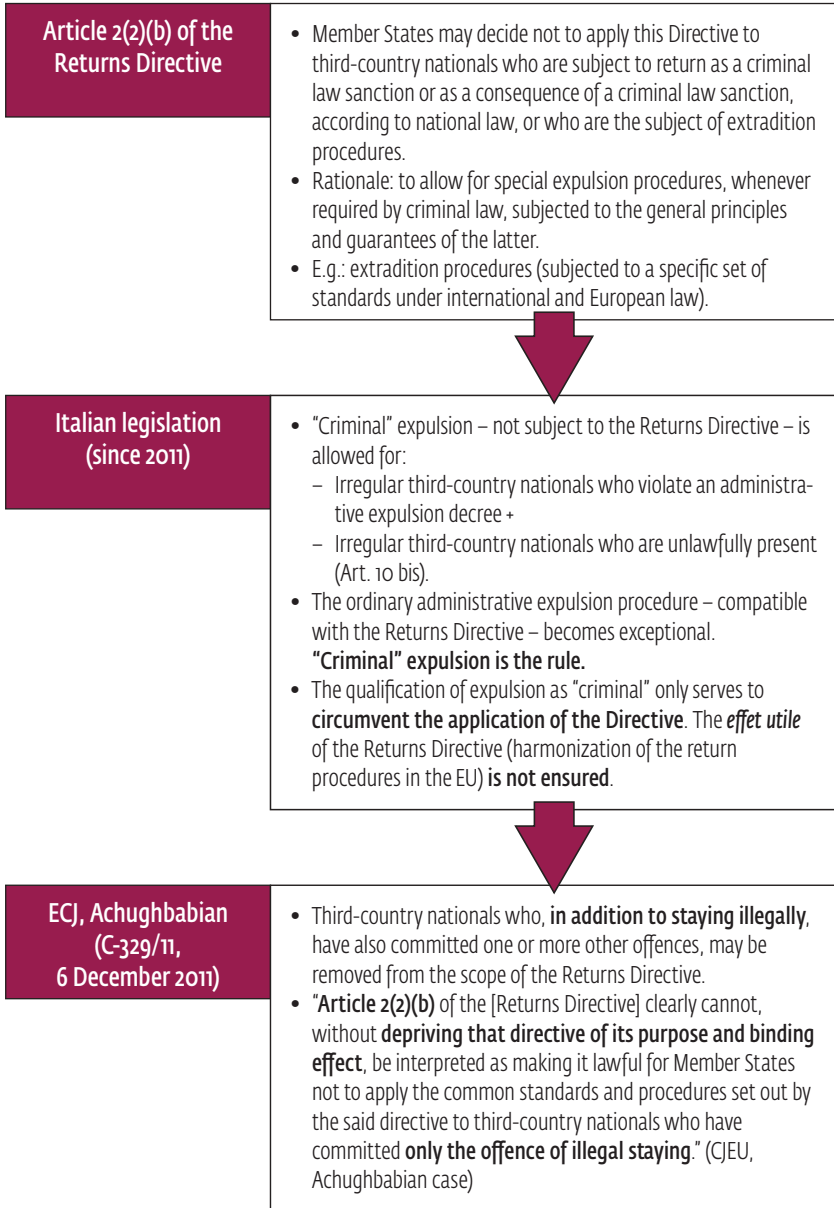 Article 2(2)(b) of the
Returns Directive
• Member States may decide not to apply this Directive to
third-country nationals who are subject to return as a criminal
law sanction or as a consequence of a criminal law sanction,
according to national law, or who are the subject of extradition
procedures.
• Rationale: to allow for special expulsion procedures, whenever
required by criminal law, subjected to the general principles
and guarantees of the latter.
• E.g.: extradition procedures (subjected to a specific set of
standards under international and European law).
Italian legislation
(since 2011)
• “Criminal” expulsion – not subject to the Returns Directive – is
allowed for:
– Irregular third-country nationals who violate an administra-
tive expulsion decree +
– Irregular third-country nationals who are unlawfully present
(Art. 10 bis).
• The ordinary administrative expulsion procedure – compatible
with the Returns Directive – becomes exceptional.
“Criminal” expulsion is the rule.
• The qualification of expulsion as “criminal” only serves to
circumvent the application of the Directive. The effet utile
of the Returns Directive (harmonization of the return
procedures in the EU) is not ensured.
ECJ, Achughbabian
(C-329/11,
6 December 2011)
• Third-country nationals who, in addition to staying illegally,
have also committed one or more other offences, may be
removed from the scope of the Returns Directive.
• “Article 2(2)(b) of the [Returns Directive] clearly cannot,
without depriving that directive of its purpose and binding
effect, be interpreted as making it lawful for Member States
not to apply the common standards and procedures set out by
the said directive to third-country nationals who have
committed only the offence of illegal staying.” (CJEU,
Achughbabian case)